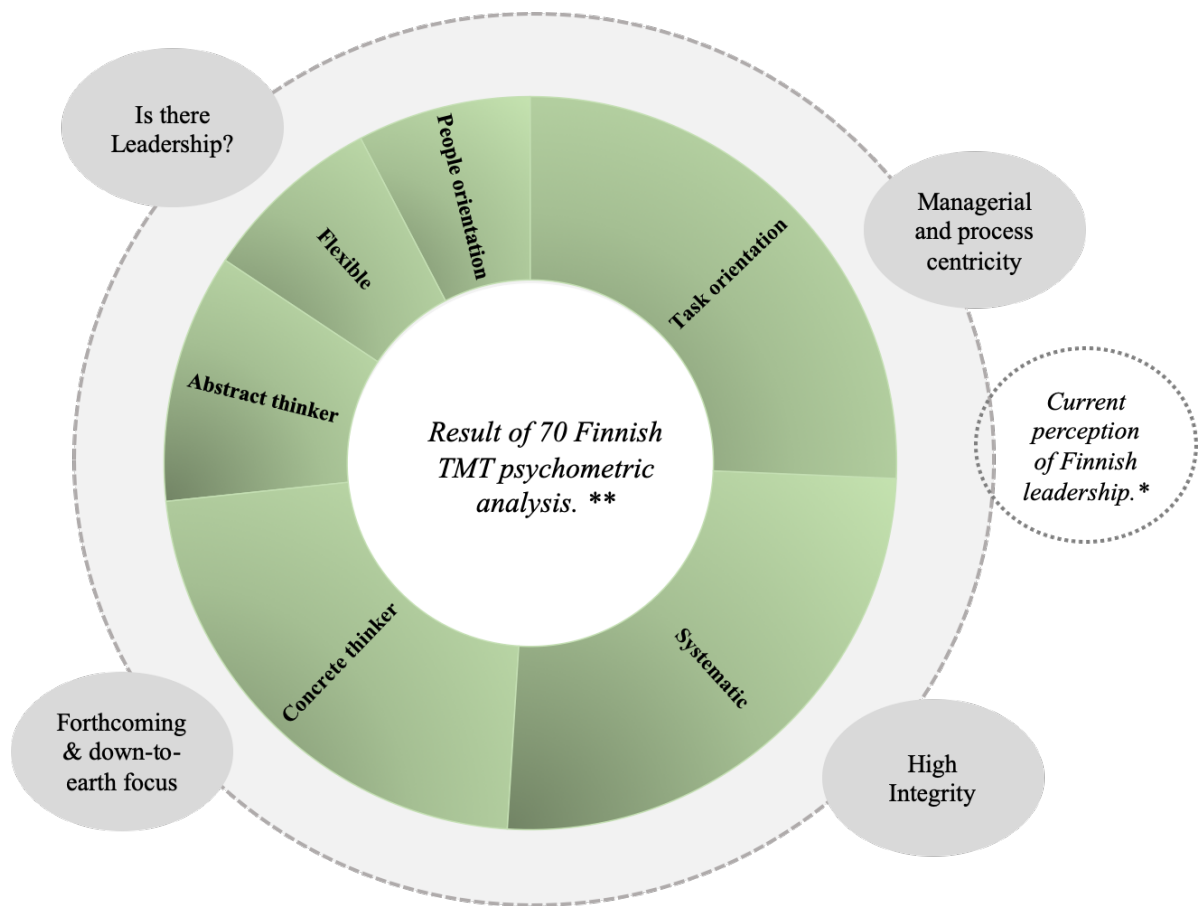 Is there
Leadership?
People orientation
Flexible
Task orientation
Managerial
and process
centricity
Abstract thinker
Current
perception
of Finnish
leadership.*
Result of 70 Finnish
TMT psychometric
analysis. **
Concrete thinker
Systematic
Forthcoming
& down-to-
earth focus
High
Integrity